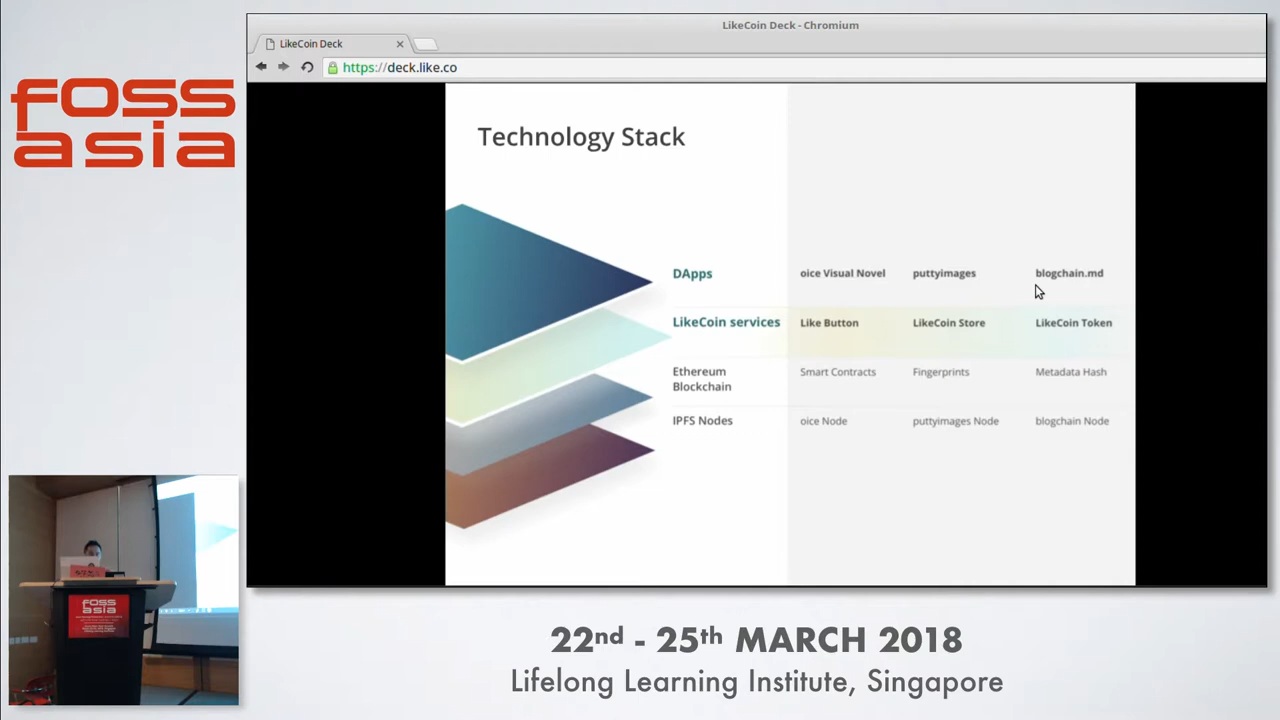 foss
asia
LikeCoin Deck - Chromium
LikeCoin Deck
https://deck.like.co
Technology Stack
DApps oice Visual Novel puttyimages blogchain.md
LikeCoin services Like Button LikeCoin Store LikeCoin Token
Ethereum
Blockchain Smart Contracts Fingerprints Metadata Hash
IPFS Nodes oice Node puttyimages Node blogchain Node
foss
asia
22nd - 25th MARCH 2018
Lifelong Learning Institute, Singapore